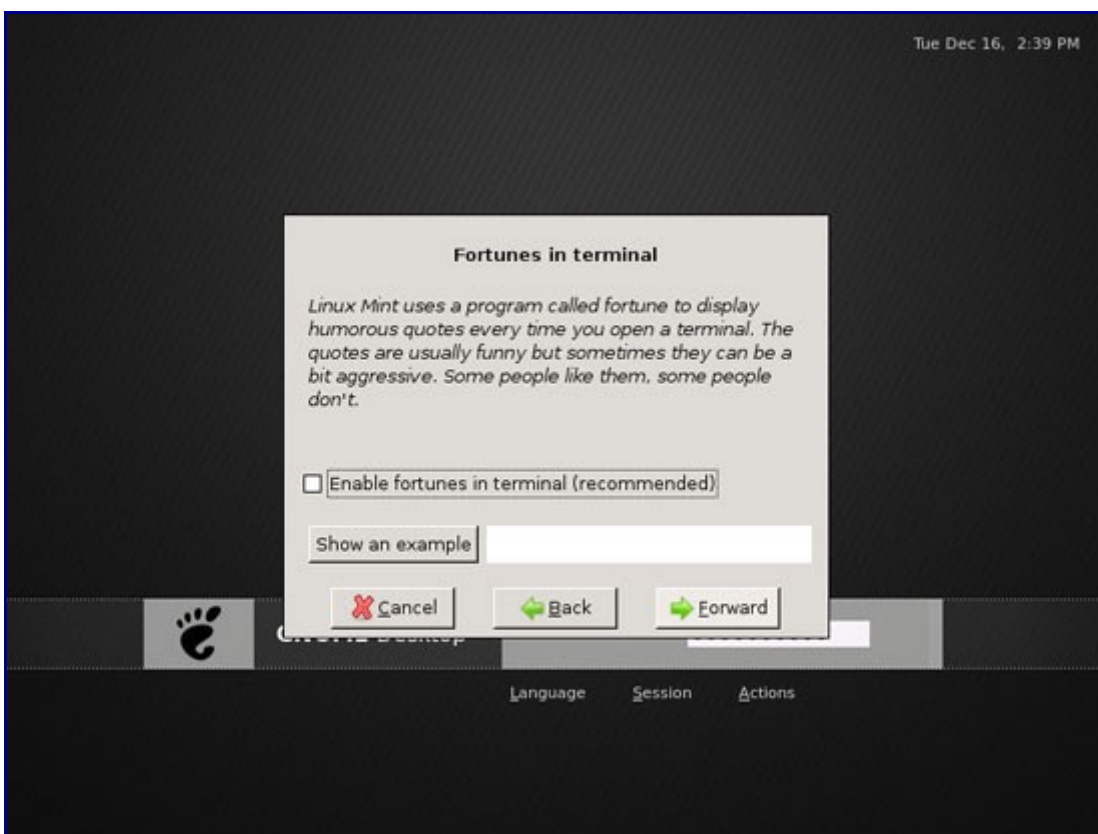 Tue Dec 16, 2:39 PM
Fortunes in terminal
Linux Mint uses a program called fortune to display
humorous quotes every time you open a terminal. The
quotes are usually funny but sometimes they can be a
bit aggressive. Some people like them, some people
don't.
Enable fortunes in terminal (recommended)
Show an example
Cancel Back Forward
Desktop
Language Session Actions